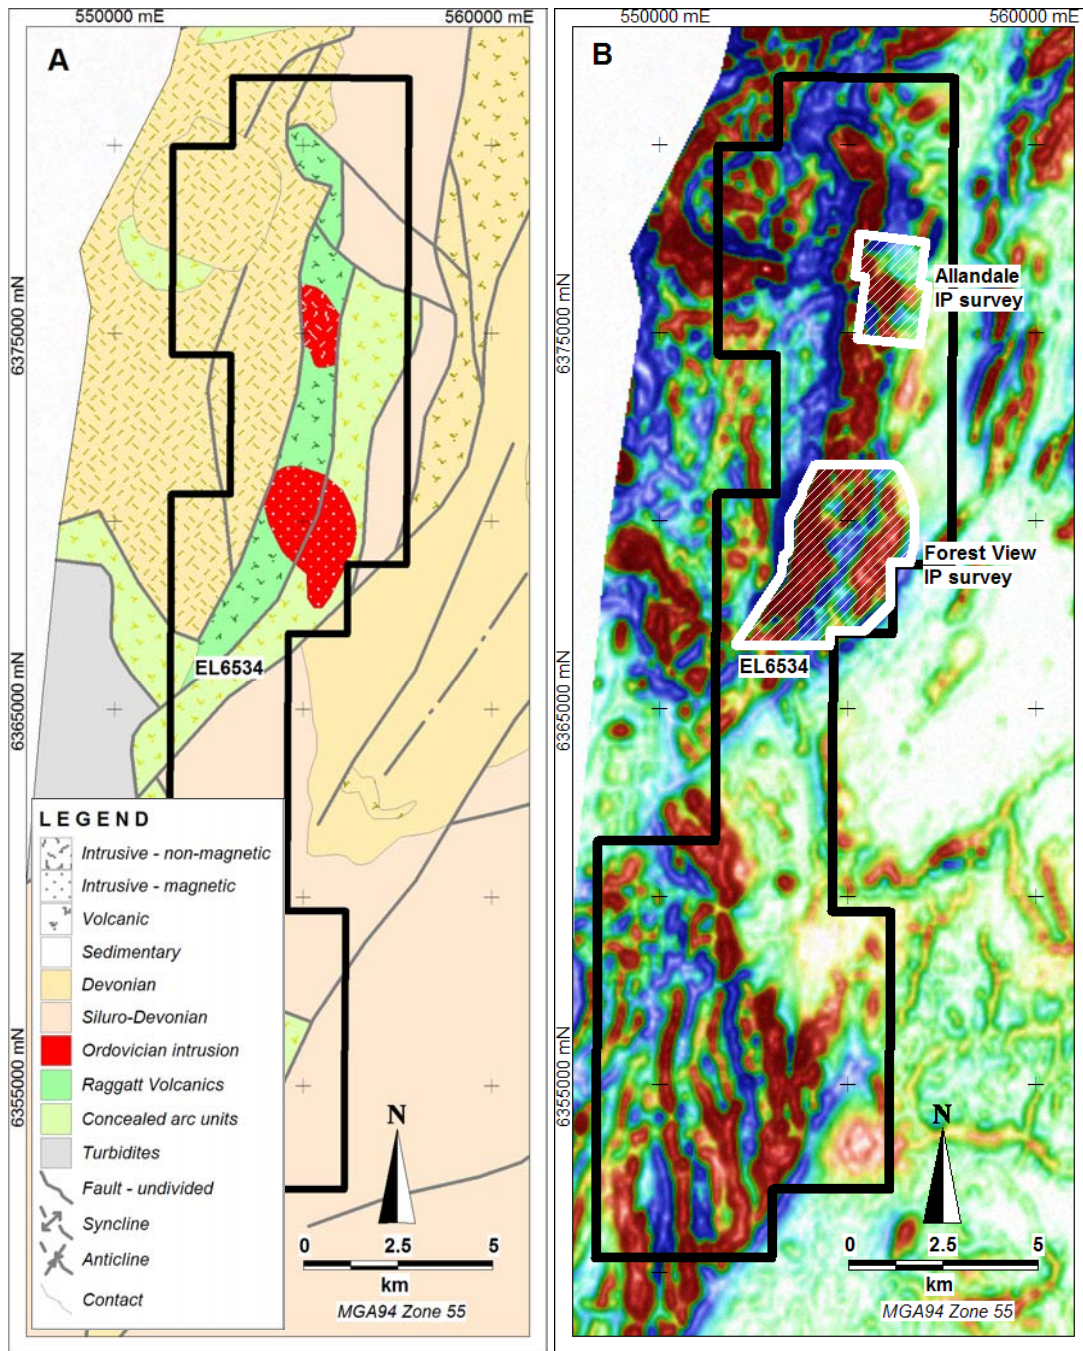 550000 mE
560000 mE
A
6375000 mN
6365000 mN
6355000 mN
EL6534
LEGEND
Intrusive - non-magnetic
Intrusive - magnetic
Volcanic
Sedimentary
Devonian
Siluro-Devonian
Ordovician intrusion
Raggatt Volcanics
Concealed arc units
Turbidites
Fault - undivided
Syncline
Anticline
Contact
N
0 2.5 5
km
MGA94 Zone 55
550000 mE
560000 mE
B
6375000 mN
6365000 mN
6355000 mN
Allandale
IP survey
Forest View
IP survey
EL6534
N
0 2.5 5
km
MGA94 Zone 55